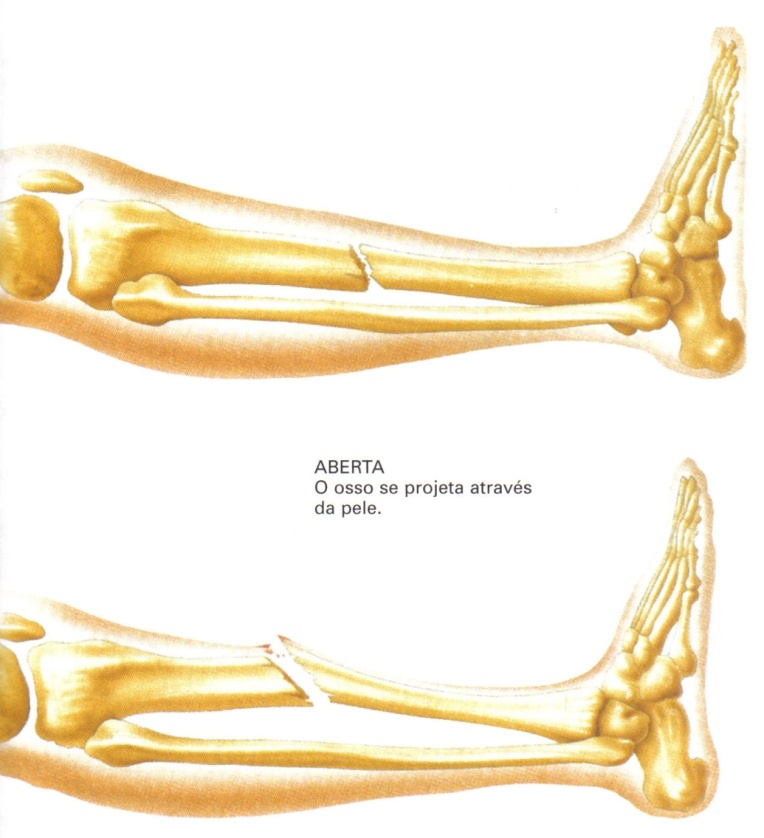 ABERTA
O osso se projeta através
da pele.